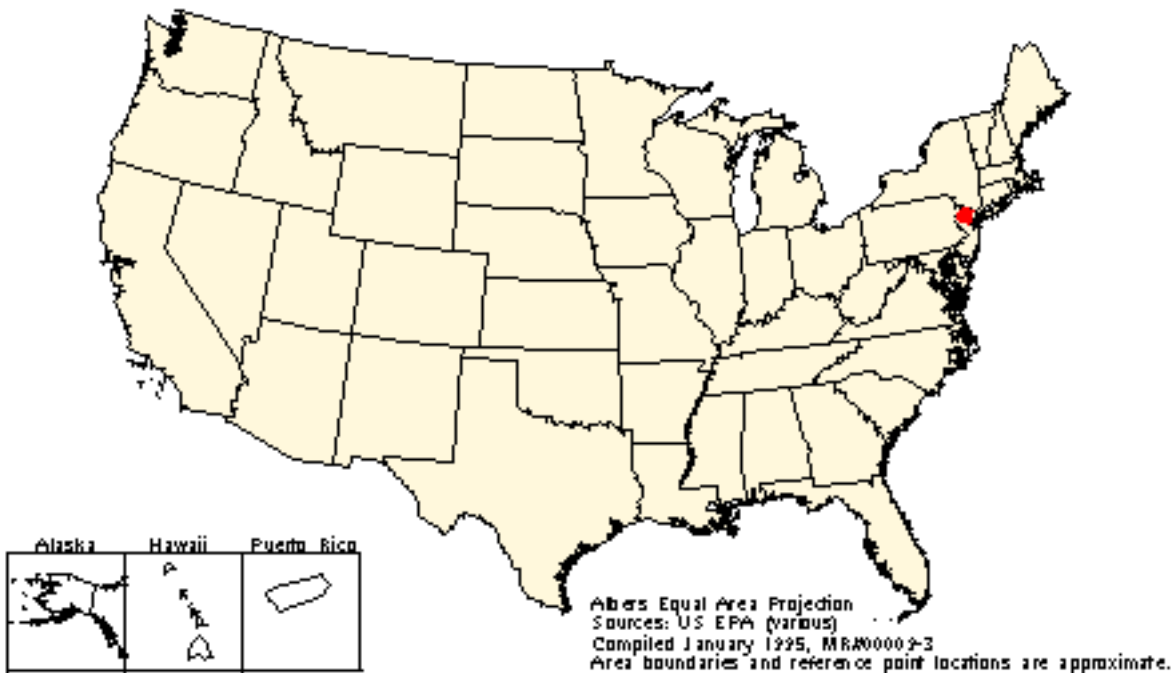 Alaska Hawaii Puerto Rico
Albers Equal Area Projection
Sources: US EPA (various)
Compiled January 1995, MR#00009-3
Area boundaries and reference point locations are approximate.